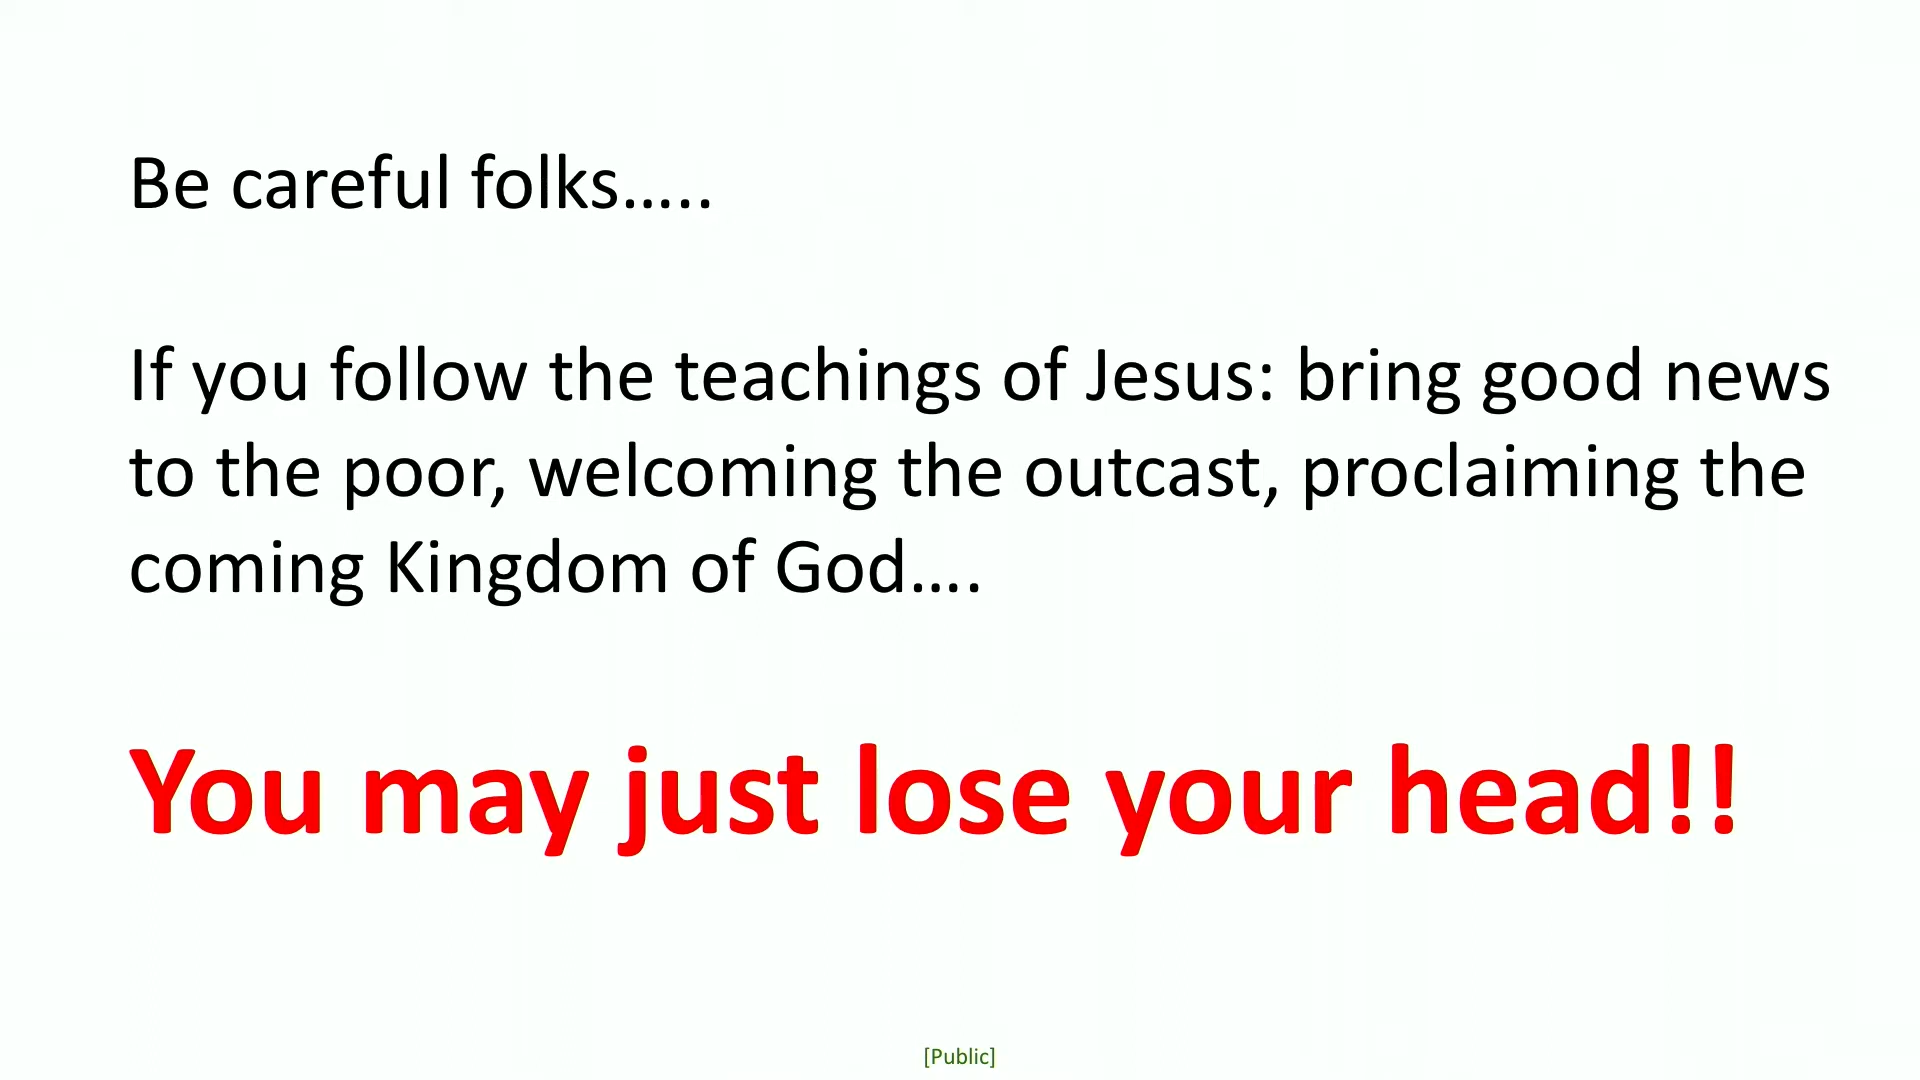 Be careful folks…..
If you follow the teachings of Jesus: bring good news
to the poor, welcoming the outcast, proclaiming the
coming Kingdom of God….
You may just lose your head!!
[Public]